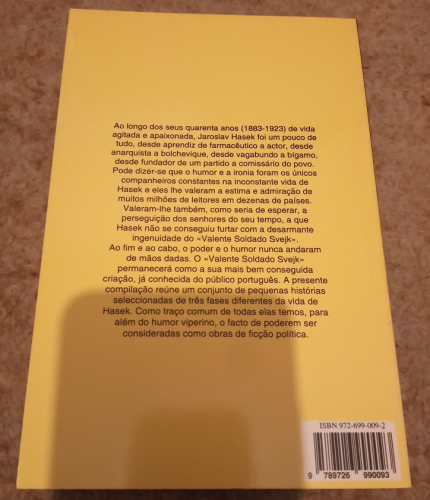 Ao longo dos seus quarenta anos (1883-1923) de vida
agitada e apaixonada, Jaroslav Hasek foi um pouco de
tudo, desde aprendiz de farmacêutico a actor, desde
anarquista a bolchevique, desde vagabundo a bígamo,
desde fundador de um partido a comissário do povo.
Pode dizer-se que o humor e a ironia foram os únicos
companheiros constantes na inconstante vida de
Hasek e eles lhe valeram a estima e admiração de
muitos milhões de leitores em dezenas de países.
Valeram-lhe também, como seria de esperar, a
perseguição dos senhores do seu tempo, a que
Hasek não se conseguiu furtar com a desarmante
ingenuidade do «Valente Soldado Svejk».
Ao fim e ao cabo, o poder e o humor nunca andaram
de mãos dadas. O «Valente Soldado Svejk»
permanecerá como a sua mais bem conseguida
criação, já conhecida do público português. A presente
compilação reúne um conjunto de pequenas histórias
seleccionadas de três fases diferentes da vida de
Hasek. Como traço comum de todas elas temos, para
além do humor viperino, o facto de poderem ser
consideradas como obras de ficção política.
ISBN 972-699-009-2
9 789726 990093